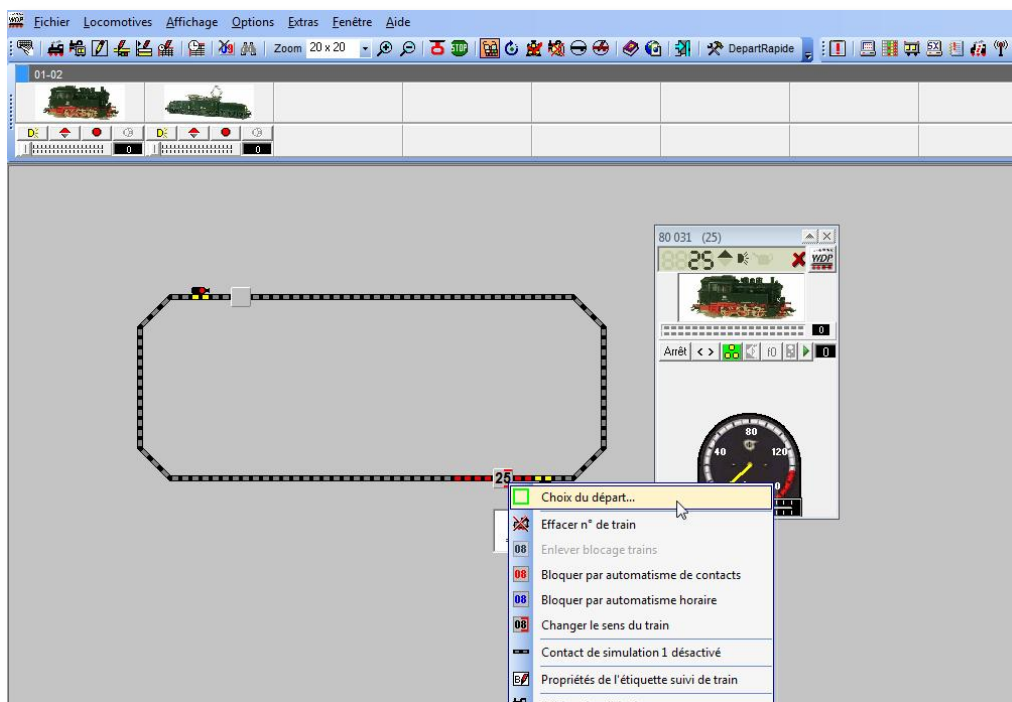 WDP Fichier Locomotives Affichage Options Extras Fenêtre Aide
Zoom 20 x 20 STOP DepartRapide
01-02
0 0
80 031 (25)
25 WDP
0
Arrêt < > f0 0
80
40 120
0
25
Choix du départ...
Effacer n° de train
08 Enlever blocage trains
08 Bloquer par automatisme de contacts
08 Bloquer par automatisme horaire
08 Changer le sens du train
Contact de simulation 1 désactivé
B Propriétés de l'étiquette suivi de train